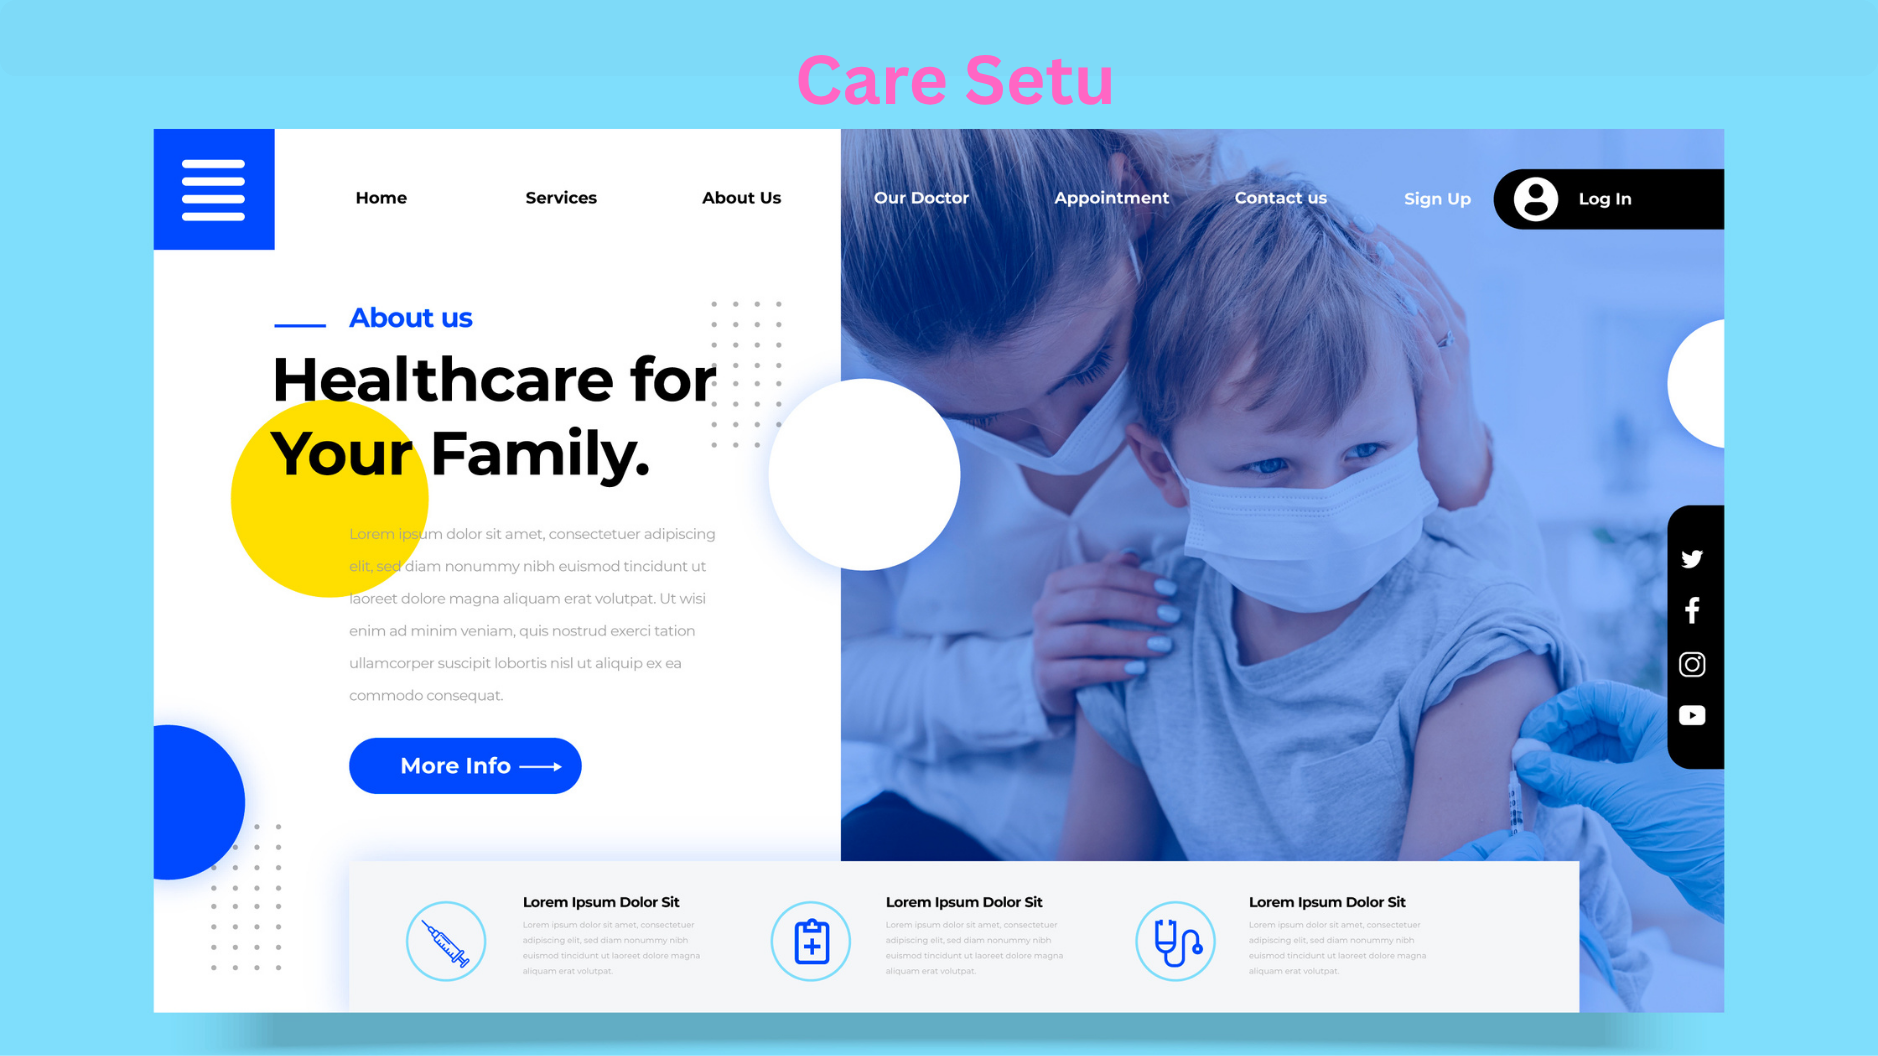 Care Setu
Home
Services
About Us
Our Doctor
Appointment
Contact us
Sign Up
Log In
About us
Healthcare for
Your Family.
Lorem ipsum dolor sit amet, consectetuer adipiscing
elit, sed diam nonummy nibh euismod tincidunt ut
laoreet dolore magna aliquam erat volutpat. Ut wisi
enim ad minim veniam, quis nostrud exerci tation
ullamcorper suscipit lobortis nisl ut aliquip ex ea
commodo consequat.
More Info
Lorem Ipsum Dolor Sit
Lorem ipsum dolor sit amet, consectetuer
adipiscing elit, sed diam nonummy nibh
euismod tincidunt ut laoreet dolore magna
aliquam erat volutpat.
Lorem Ipsum Dolor Sit
Lorem ipsum dolor sit amet, consectetuer
adipiscing elit, sed diam nonummy nibh
euismod tincidunt ut laoreet dolore magna
aliquam erat volutpat.
Lorem Ipsum Dolor Sit
Lorem ipsum dolor sit amet, consectetuer
adipiscing elit, sed diam nonummy nibh
euismod tincidunt ut laoreet dolore magna
aliquam erat volutpat.